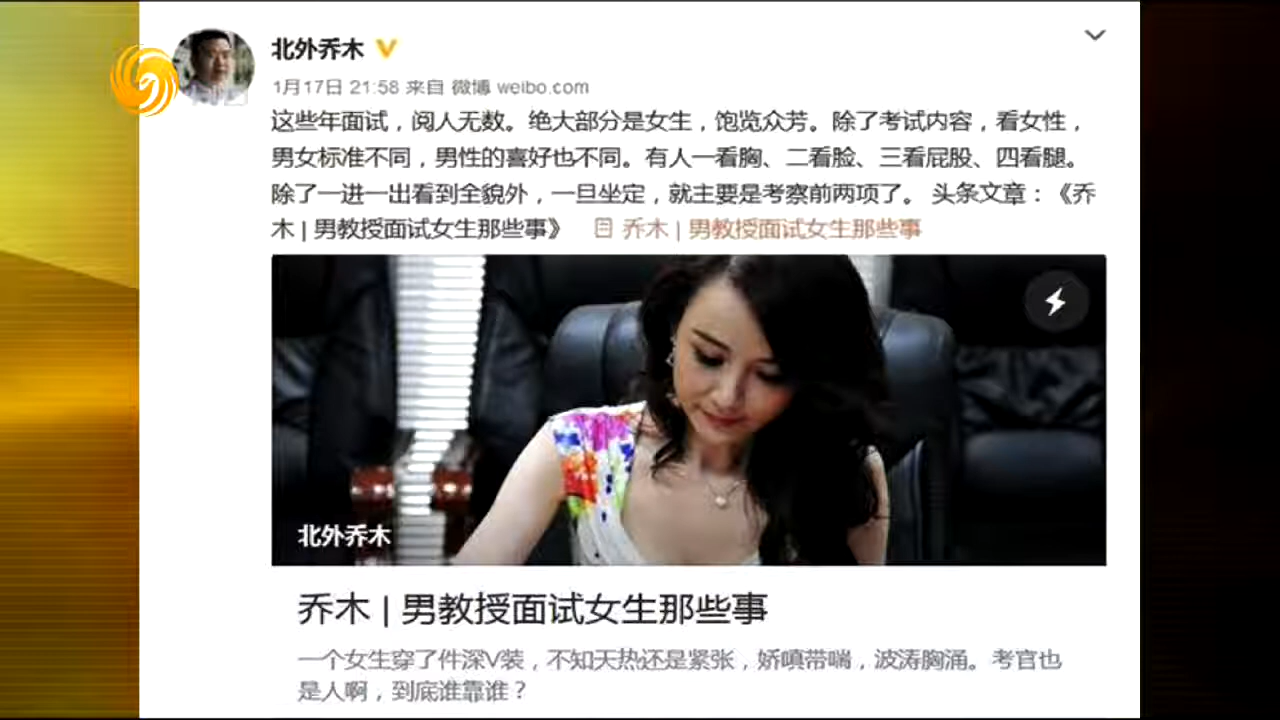 北外乔木
1月17日 21:58 来自 微博 weibo.com
这些年面试，阅人无数。绝大部分是女生，饱览众芳。除了考试内容，看女性，
男女标准不同，男性的喜好也不同。有人一看胸、二看脸、三看屁股、四看腿。
除了一进一出看到全貌外，一旦坐定，就主要是考察前两项了。 头条文章：《乔
木 | 男教授面试女生那些事》 乔木 | 男教授面试女生那些事
北外乔木
乔木 | 男教授面试女生那些事
一个女生穿了件深V装，不知天热还是紧张，娇嗔带喘，波涛胸涌。考官也
是人啊，到底谁靠谁？